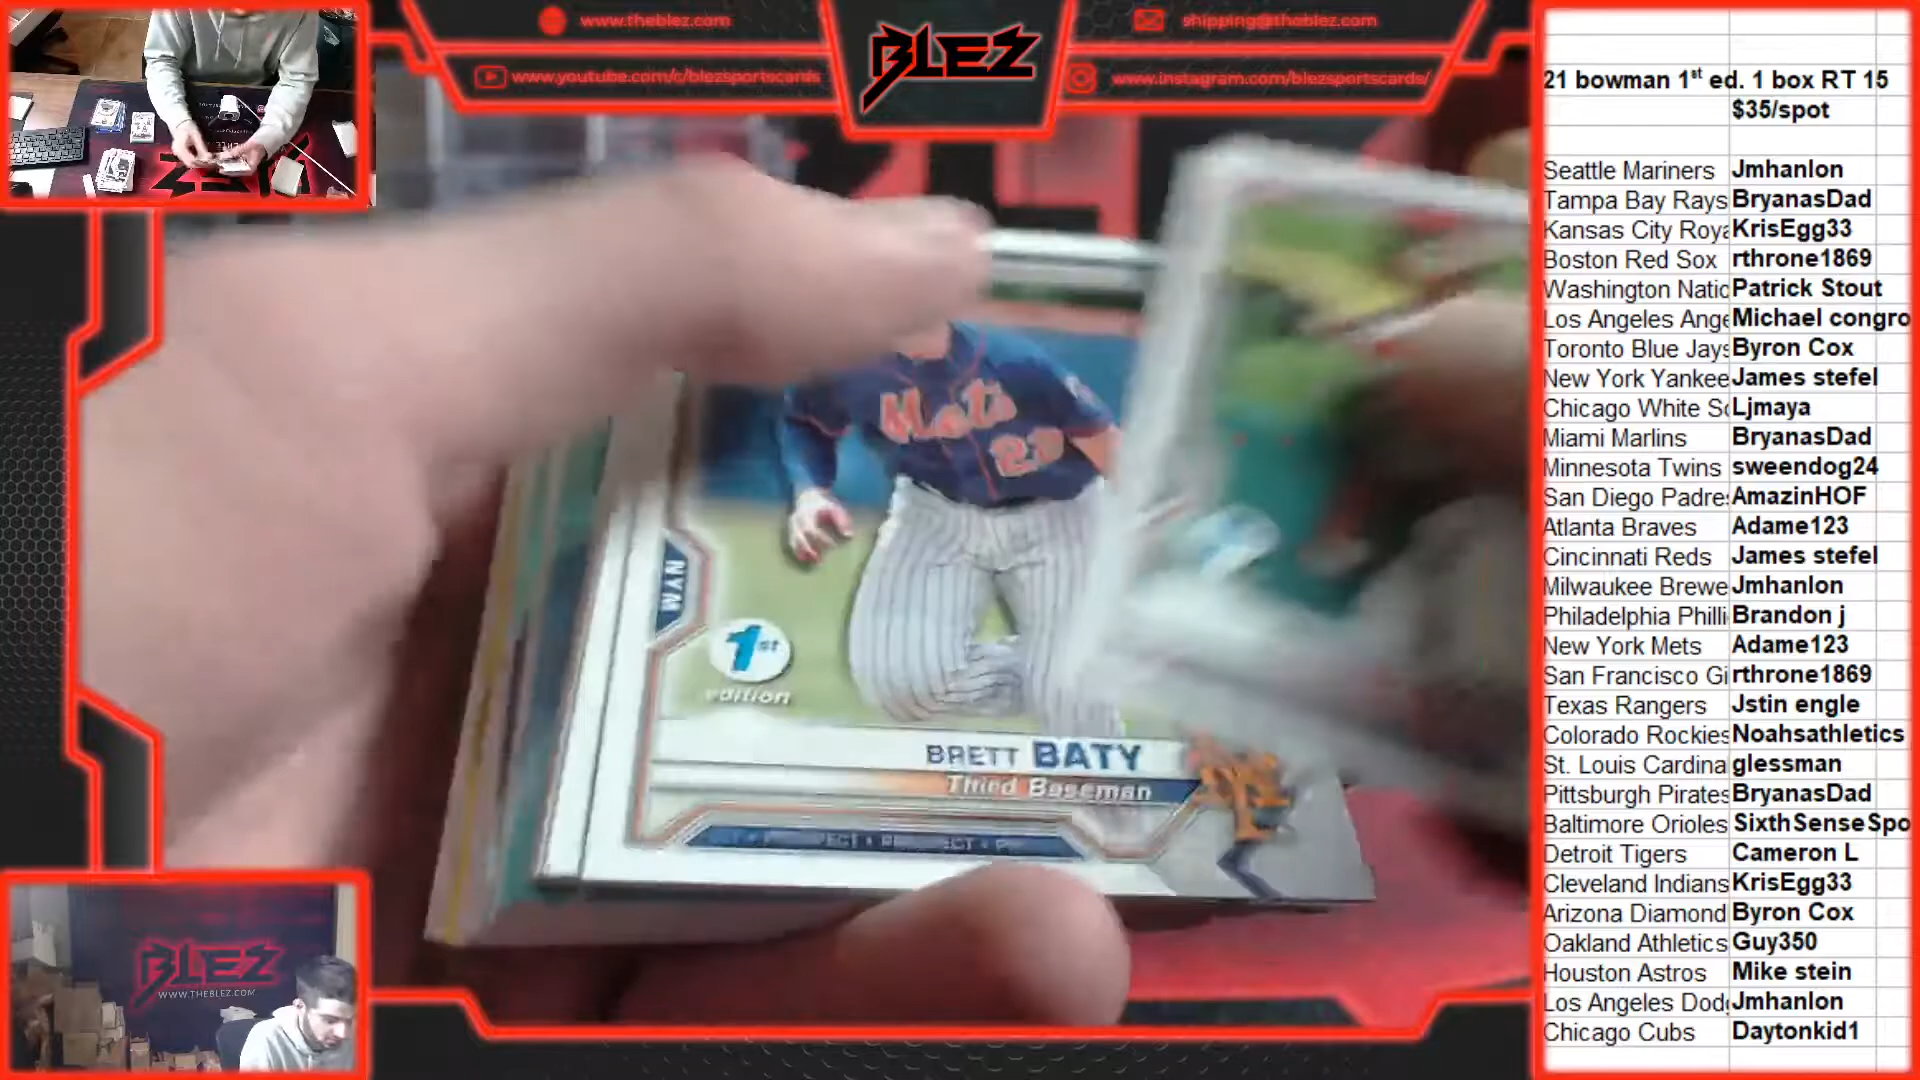 www.theblez.com
www.youtube.com/c/blezsportscards
BLEZ
shipping@theblez.com
www.instagram.com/blezsportscards/
21 bowman 1st ed. 1 box RT 15
$35/spot
Seattle Mariners Jmhanlon
Tampa Bay Rays BryanasDad
Kansas City Roya KrisEgg33
Boston Red Sox rthrone1869
Washington Natio Patrick Stout
Los Angeles Ange Michael congro
Toronto Blue Jays Byron Cox
New York Yankee James stefel
Chicago White So Ljmaya
Miami Marlins BryanasDad
Minnesota Twins sweendog24
San Diego Padres AmazinHOF
Atlanta Braves Adame123
Cincinnati Reds James stefel
Milwaukee Brewe Jmhanlon
Philadelphia Philli Brandon j
New York Mets Adame123
San Francisco Gi rthrone1869
Texas Rangers Jstin engle
Colorado Rockies Noahsathletics
St. Louis Cardina glessman
Pittsburgh Pirates BryanasDad
Baltimore Orioles SixthSenseSpo
Detroit Tigers Cameron L
Cleveland Indians KrisEgg33
Arizona Diamond Byron Cox
Oakland Athletics Guy350
Houston Astros Mike stein
Los Angeles Dodg Jmhanlon
Chicago Cubs Daytonkid1
Mets
NYM
1st
edition
BRETT BATY
Third Baseman
PROSPECT
BLEZ
BLEZ
WWW.THEBLEZ.COM